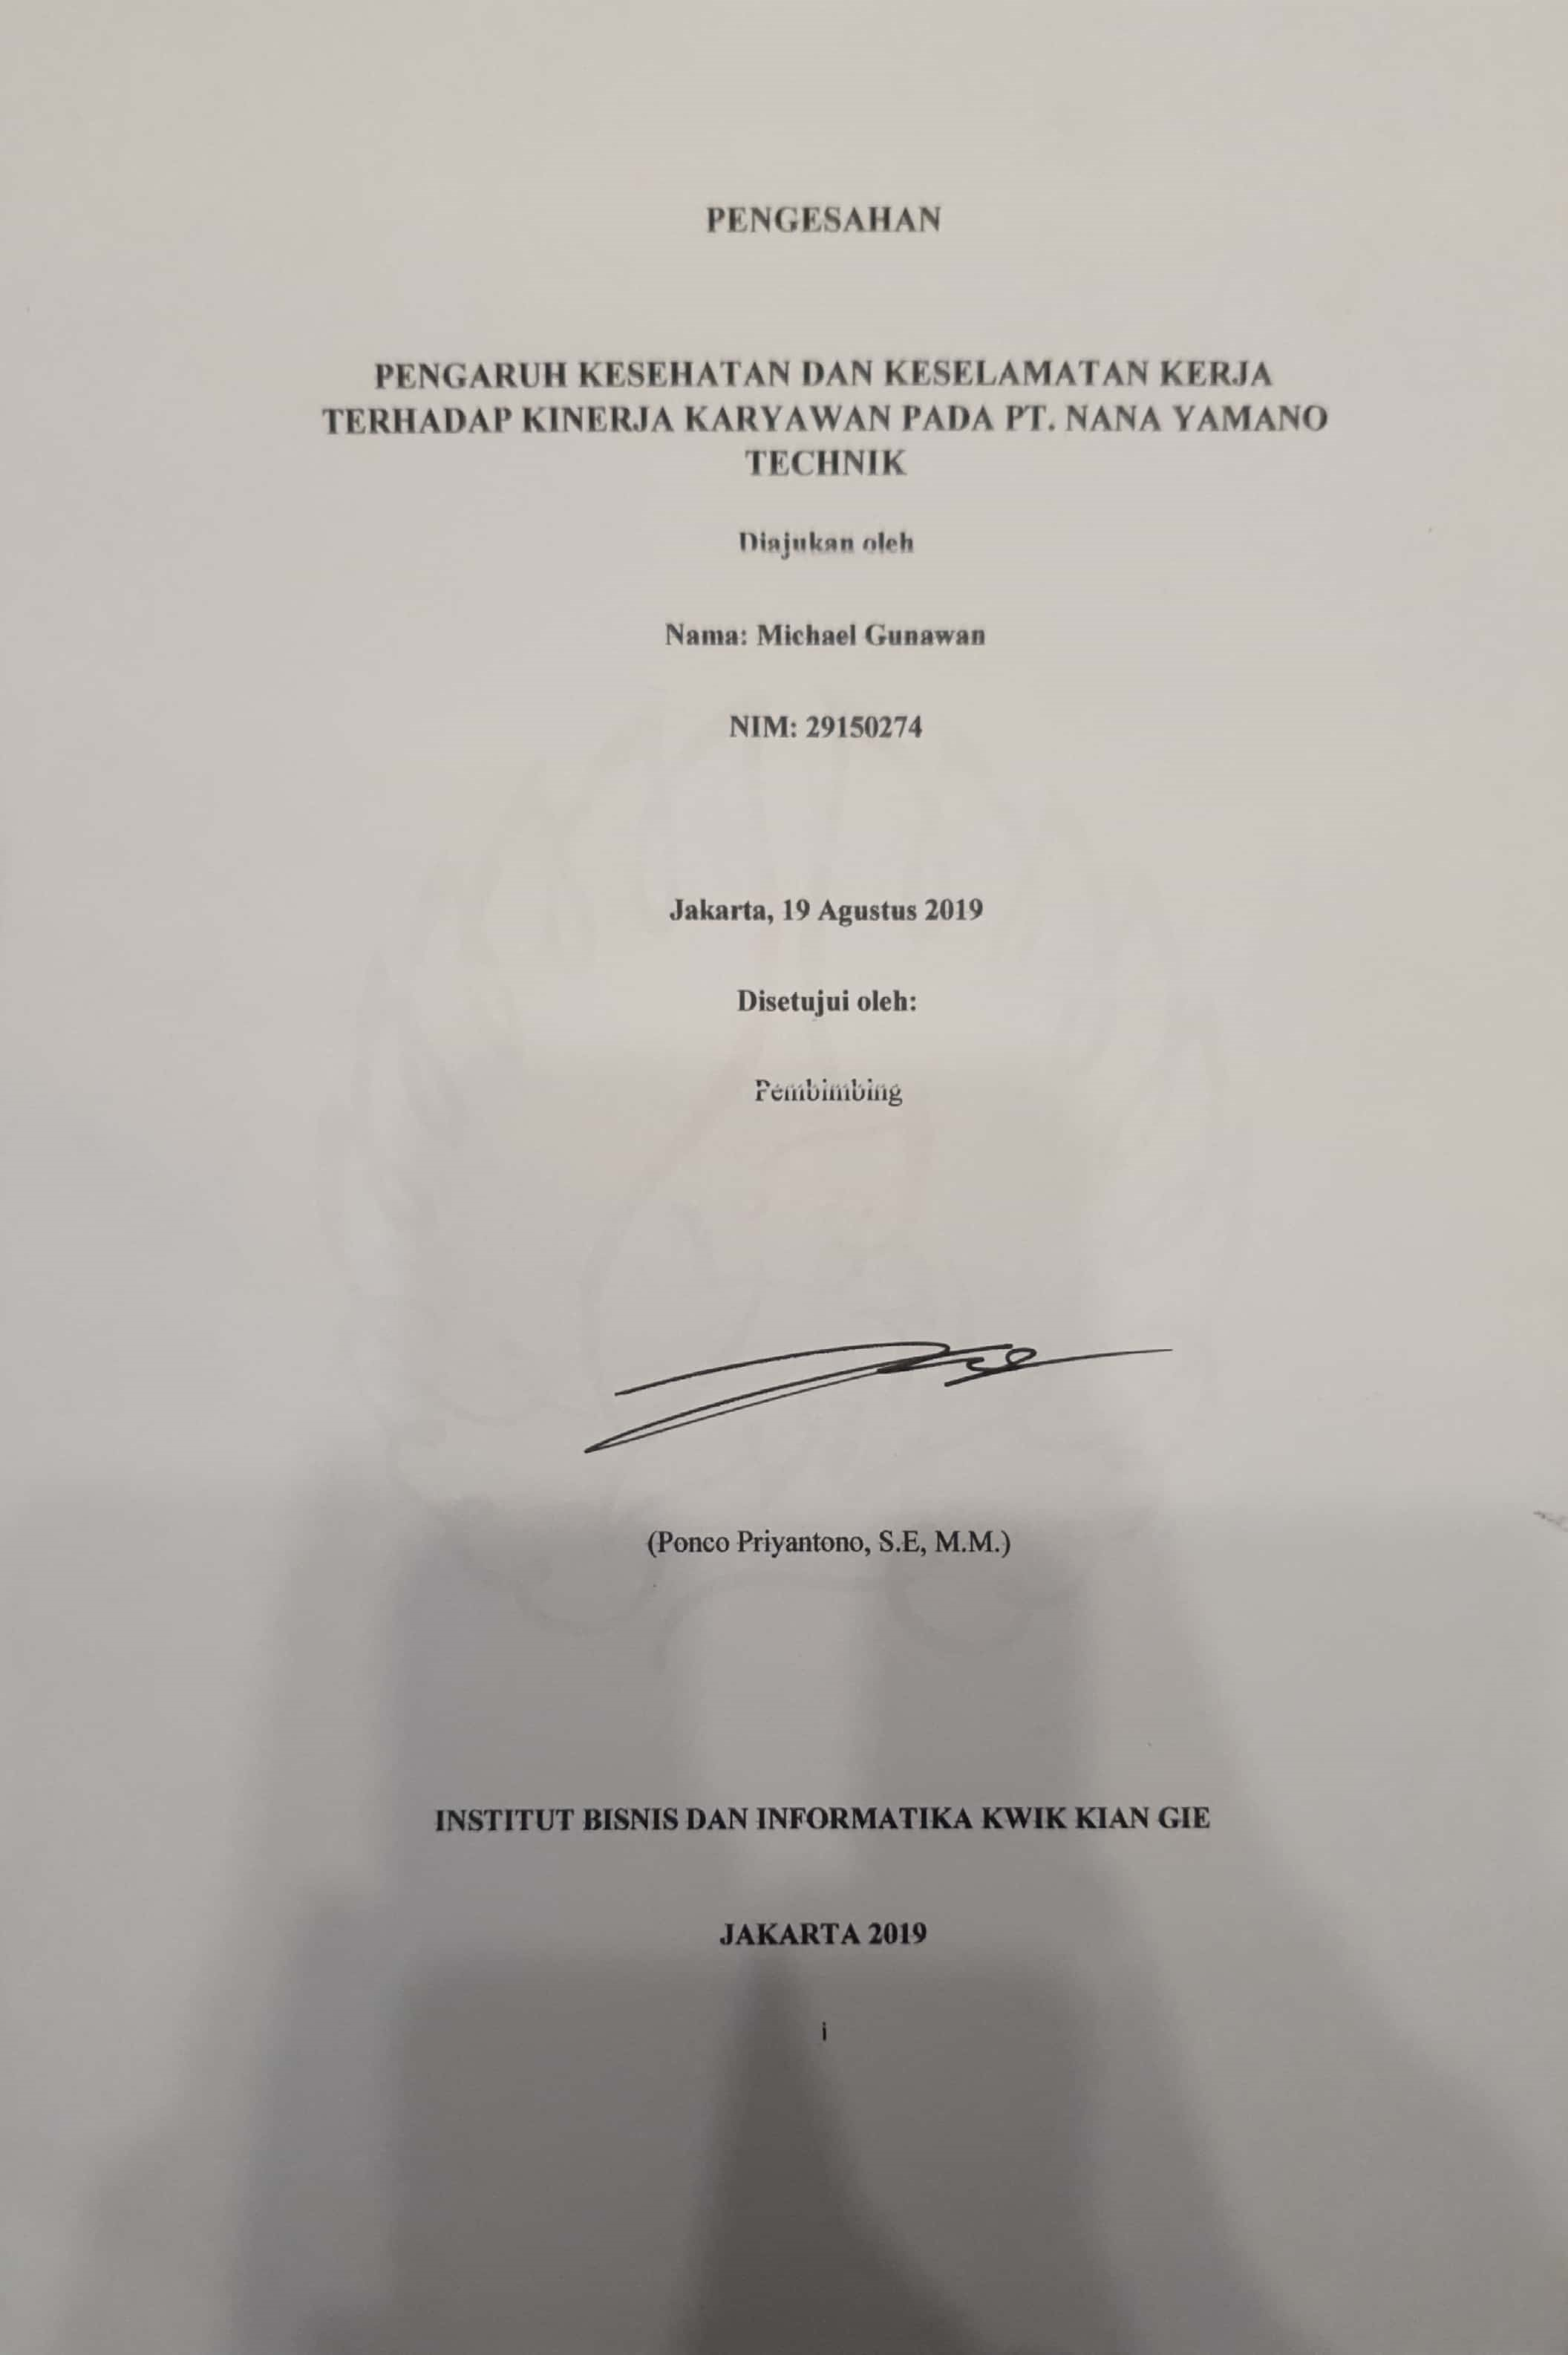 PENGESAHAN
PENGARUH KESEHATAN DAN KESELAMATAN KERJA
TERHADAP KINERJA KARYAWAN PADA PT. NANA YAMANO
TECHNIK
Diajukan oleh
Nama: Michael Gunawan
NIM: 29150274
Jakarta, 19 Agustus 2019
Disetujui oleh:
Pembimbing
(Ponco Priyantono, S.E, M.M.)
INSTITUT BISNIS DAN INFORMATIKA KWIK KIAN GIE
JAKARTA 2019
i